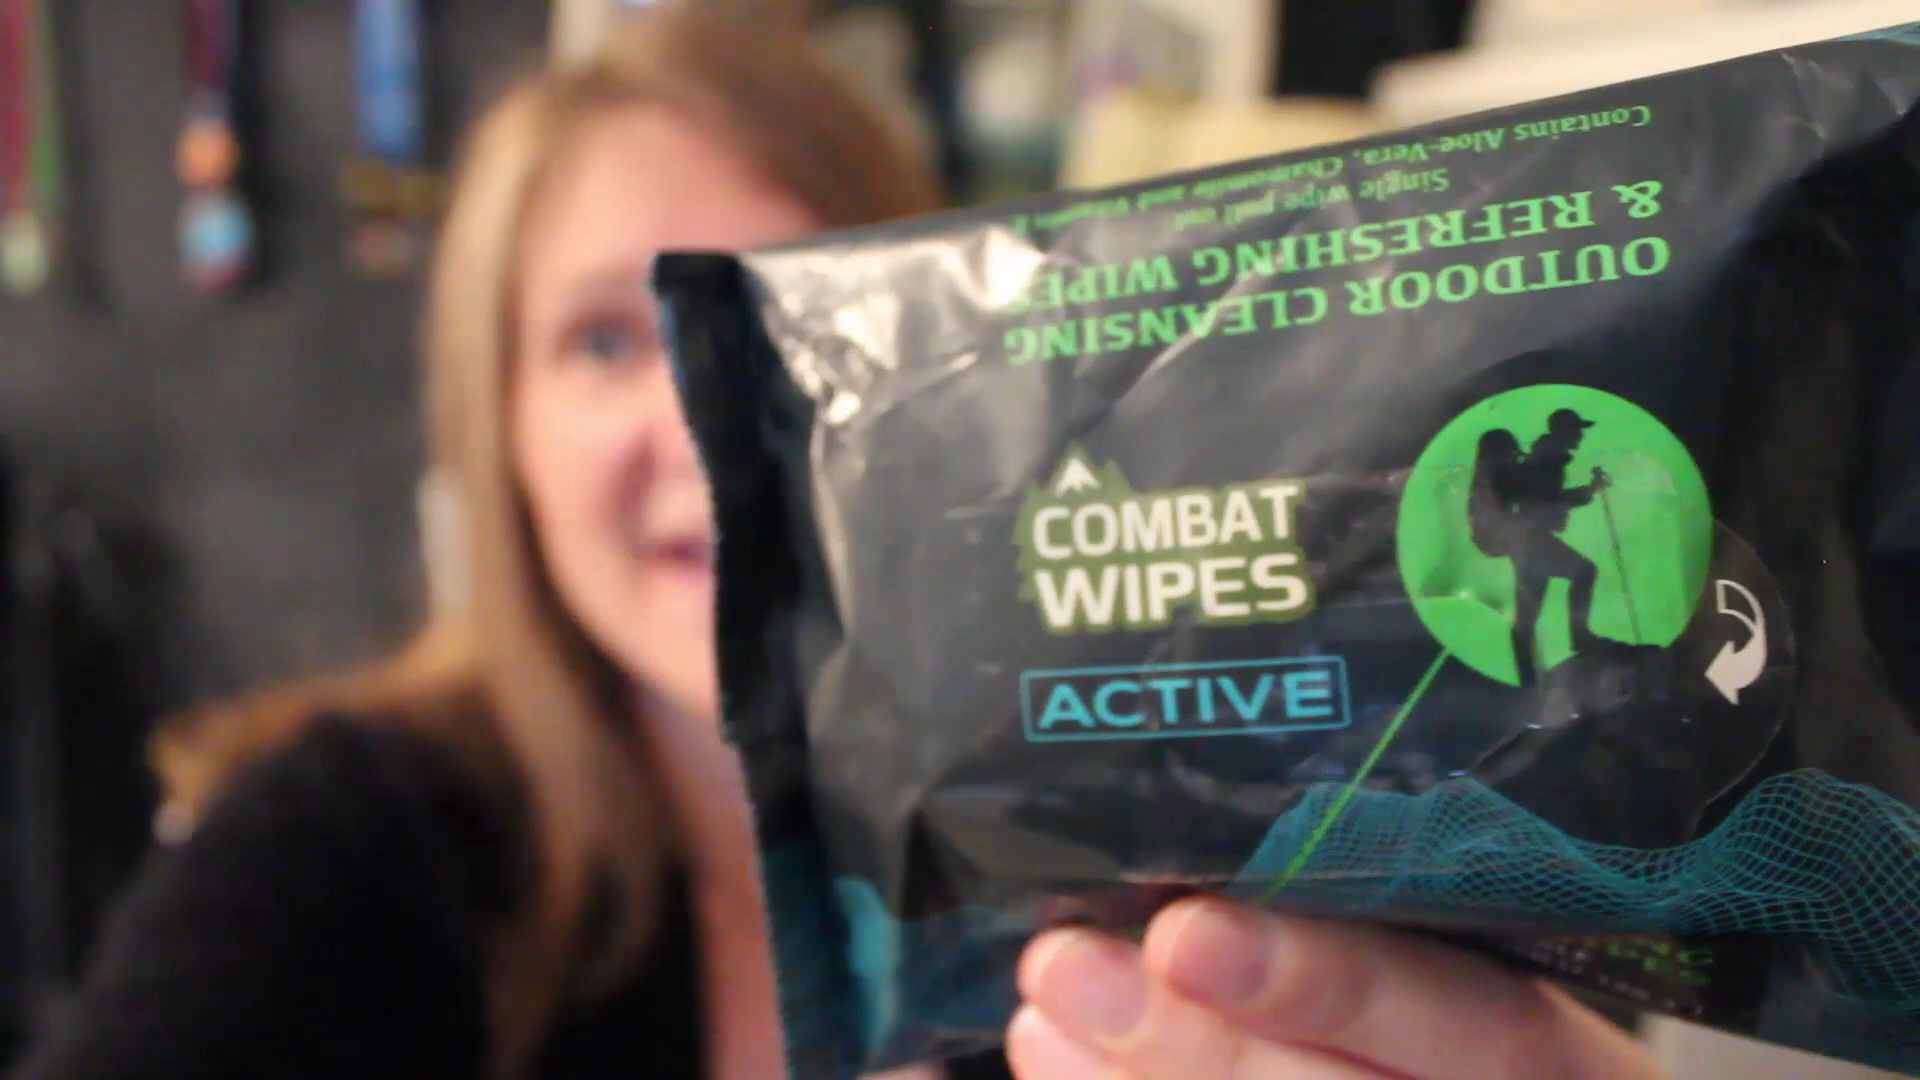 COMBAT
WIPES
ACTIVE
OUTDOOR CLEANSING
& REFRESHING WIPES
Single wipe pull out
Contains Aloe-Vera, Chamomile and Vitamin